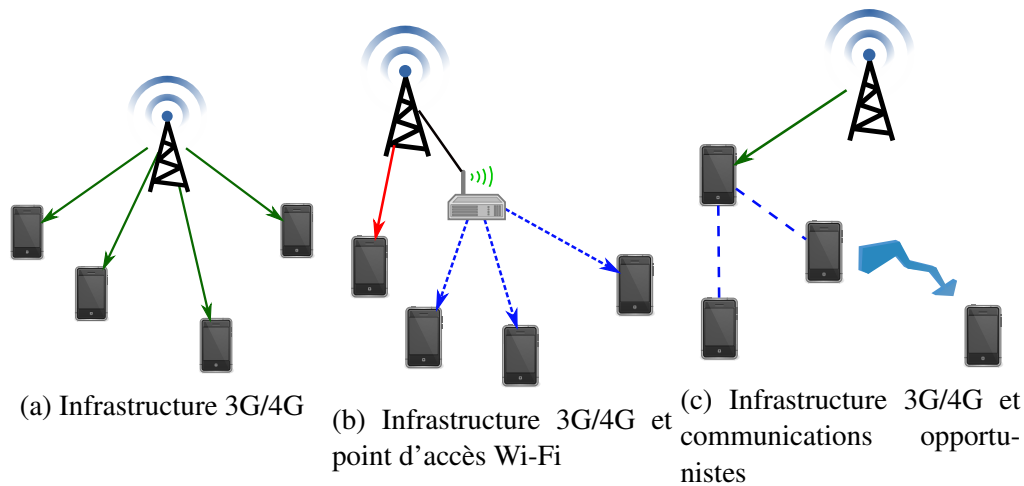 (a) Infrastructure 3G/4G
(b) Infrastructure 3G/4G et
point d'accès Wi-Fi
(c) Infrastructure 3G/4G et
communications opportu-
nistes